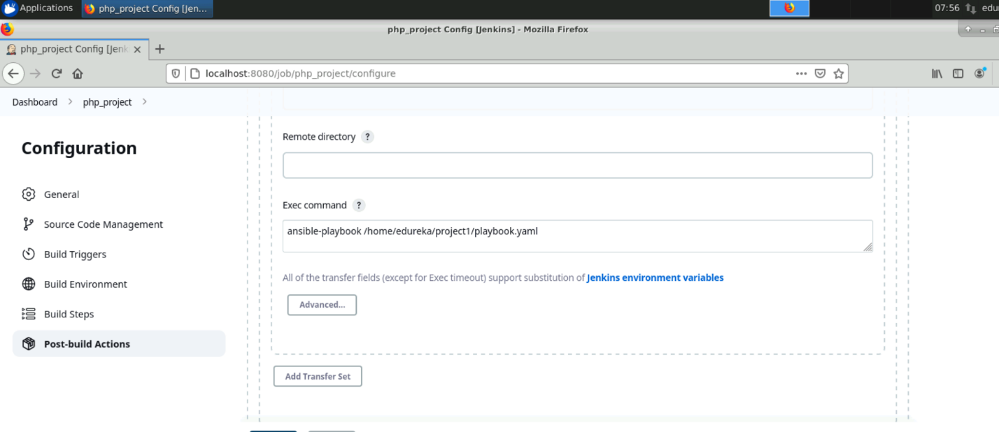 Applications php_project Config [Jen... 07:56 edu
php_project Config [Jenkins] - Mozilla Firefox
php_project Config [Jenk
localhost:8080/job/php_project/configure
Dashboard > php_project >
Configuration
General
Source Code Management
Build Triggers
Build Environment
Build Steps
Post-build Actions
Remote directory ?
Exec command ?
ansible-playbook /home/edureka/project1/playbook.yaml
All of the transfer fields (except for Exec timeout) support substitution of Jenkins environment variables
Advanced...
Add Transfer Set